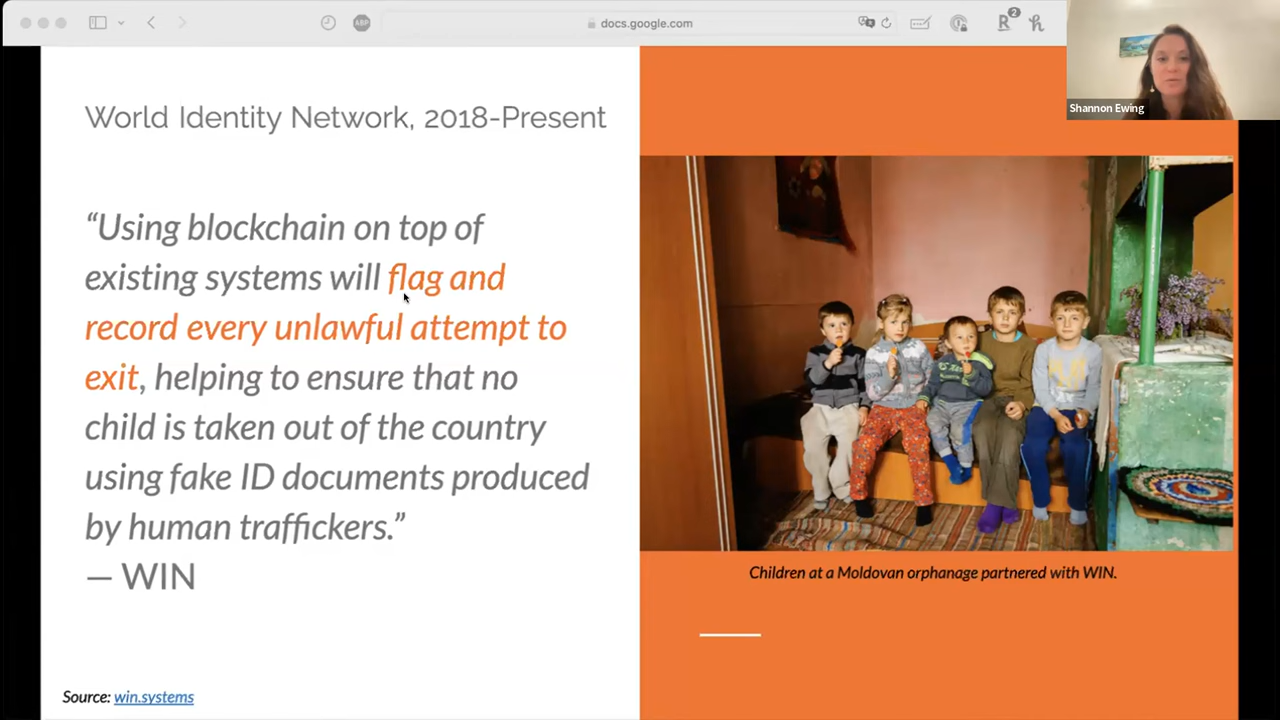 docs.google.com
2
Shannon Ewing
World Identity Network, 2018-Present
“Using blockchain on top of
existing systems will flag and
record every unlawful attempt to
exit, helping to ensure that no
child is taken out of the country
using fake ID documents produced
by human traffickers.”
— WIN
Children at a Moldovan orphanage partnered with WIN.
Source: win.systems